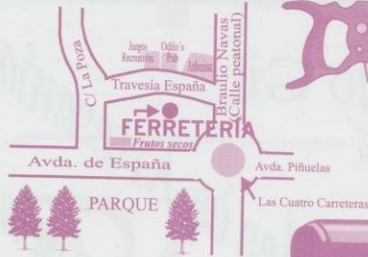 C/ La Poza
Juegos
Recreativos
Odilo´s
Pub
Travesía España
Braulio Navas
(Calle peatonal)
FERRETERÍA
Frutos secos
Avda. de España
Avda. Piñuelas
PARQUE
Las Cuatro Carreteras